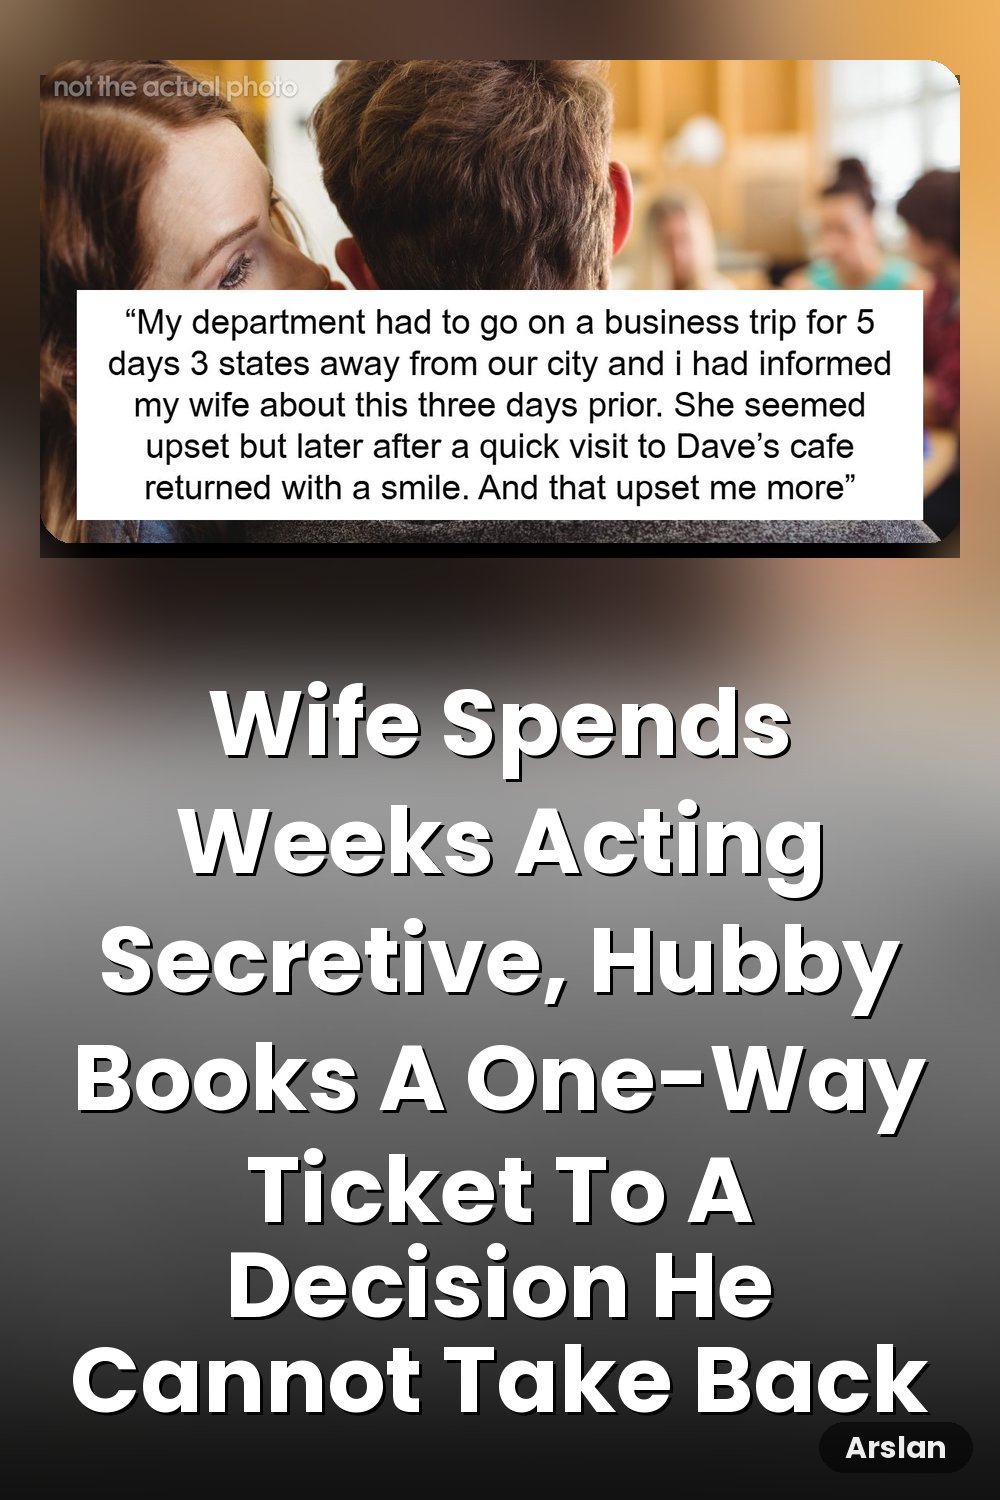 not the actual photo
“My department had to go on a business trip for 5
days 3 states away from our city and i had informed
my wife about this three days prior. She seemed
upset but later after a quick visit to Dave’s cafe
returned with a smile. And that upset me more”
Wife Spends
Weeks Acting
Secretive, Hubby
Books A One-Way
Ticket To A
Decision He
Cannot Take Back
Arslan